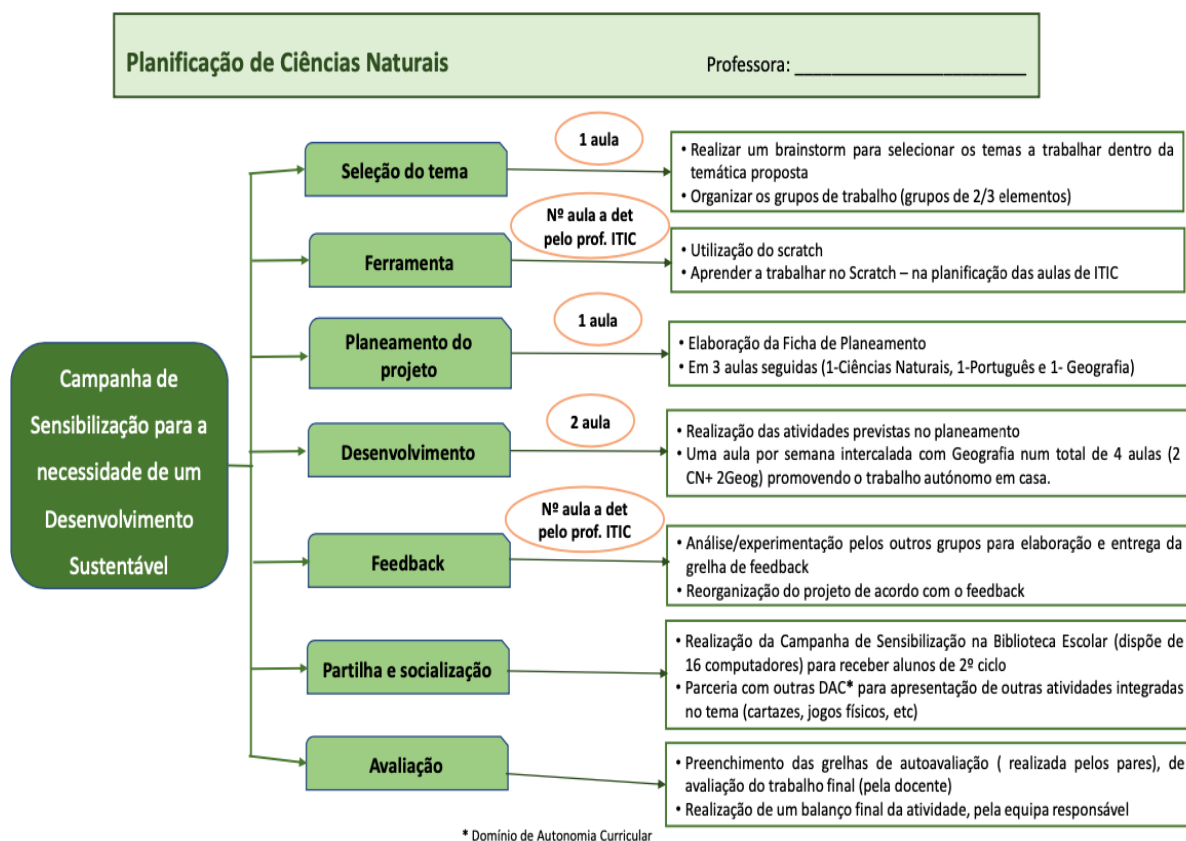 Planificação de Ciências Naturais
Professora: ________________________
Campanha de
Sensibilização para a
necessidade de um
Desenvolvimento
Sustentável
Seleção do tema
1 aula
• Realizar um brainstorm para selecionar os temas a trabalhar dentro da
temática proposta
• Organizar os grupos de trabalho (grupos de 2/3 elementos)
Ferramenta
Nº aula a det
pelo prof. ITIC
• Utilização do scratch
• Aprender a trabalhar no Scratch – na planificação das aulas de ITIC
Planeamento do
projeto
1 aula
• Elaboração da Ficha de Planeamento
• Em 3 aulas seguidas (1-Ciências Naturais, 1-Português e 1- Geografia)
Desenvolvimento
2 aula
• Realização das atividades previstas no planeamento
• Uma aula por semana intercalada com Geografia num total de 4 aulas (2
CN+ 2Geog) promovendo o trabalho autónomo em casa.
Feedback
Nº aula a det
pelo prof. ITIC
• Análise/experimentação pelos outros grupos para elaboração e entrega da
grelha de feedback
• Reorganização do projeto de acordo com o feedback
Partilha e socialização
• Realização da Campanha de Sensibilização na Biblioteca Escolar (dispõe de
16 computadores) para receber alunos de 2º ciclo
• Parceria com outras DAC* para apresentação de outras atividades integradas
no tema (cartazes, jogos físicos, etc)
Avaliação
• Preenchimento das grelhas de autoavaliação ( realizada pelos pares), de
avaliação do trabalho final (pela docente)
• Realização de um balanço final da atividade, pela equipa responsável
* Domínio de Autonomia Curricular